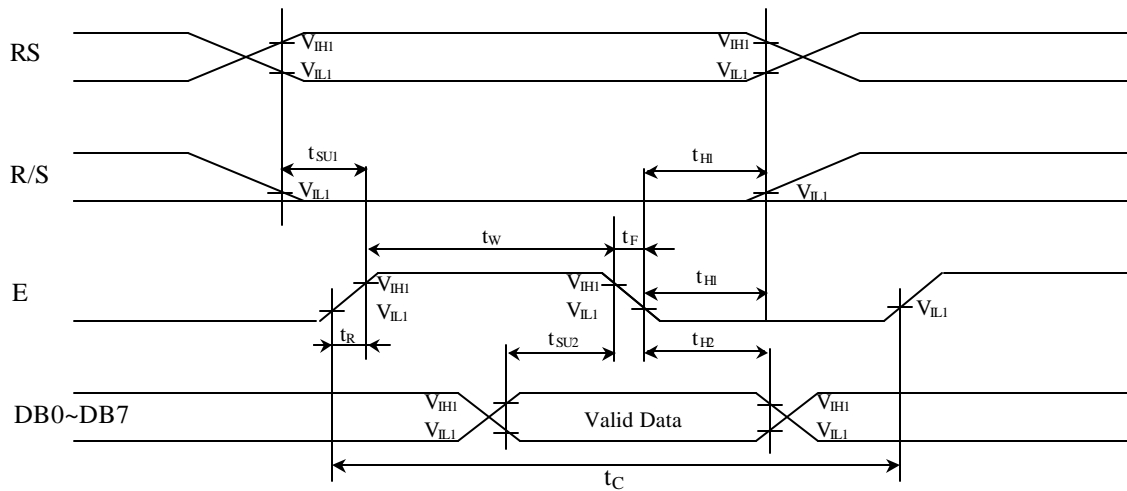 RS
VIH1
VIL1
VIH1
VIL1
R/S
tSU1
VIL1
tH1
VIL1
tW
tF
E
VIH1
VIL1
VIH1
VIL1
tH1
VIL1
tR
tSU2
tH2
DB0~DB7
VIH1
VIL1
Valid Data
VIH1
VIL1
tC